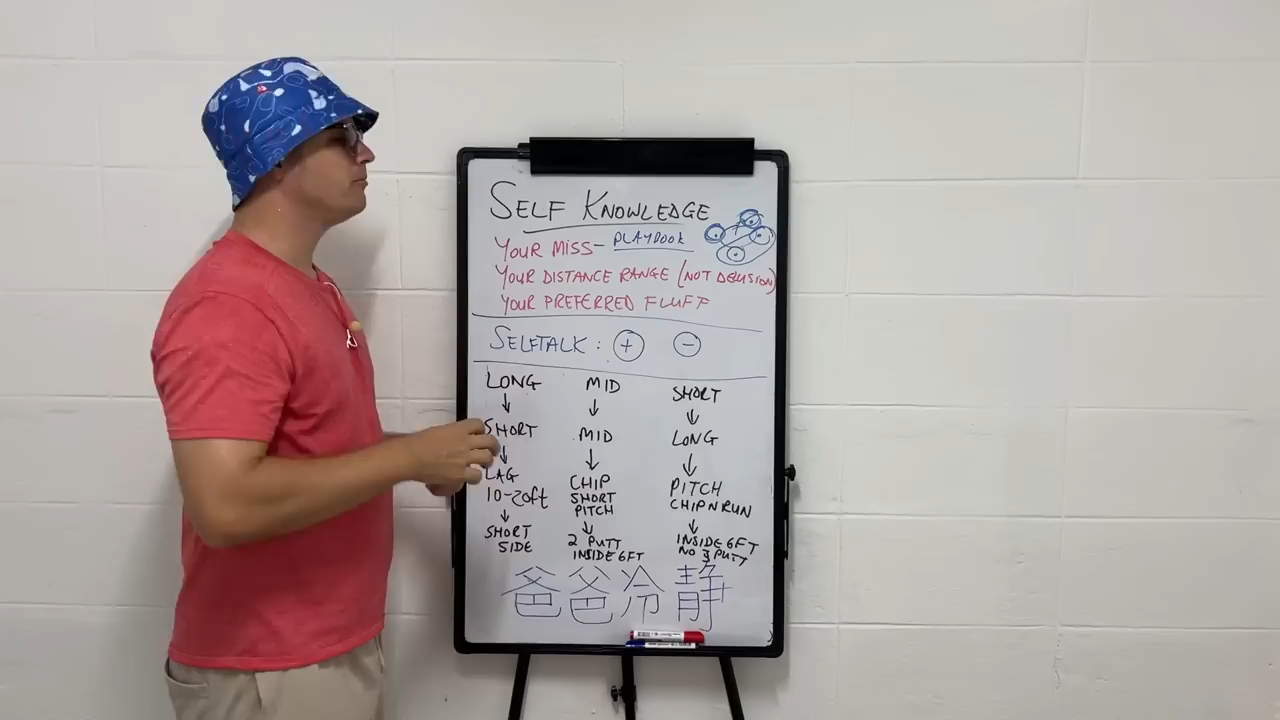 SELF KNOWLEDGE
YOUR MISS - PLAYBOOK
YOUR DISTANCE RANGE (NOT DELUSION)
YOUR PREFERRED FLUFF
SELFTALK: + -
LONG
↓
SHORT
↓
LAG
10-20ft
↓
SHORT
SIDE
MID
↓
MID
↓
CHIP
SHORT
PITCH
↓
2 PUTT
INSIDE 6FT
SHORT
↓
LONG
↓
PITCH
CHIPNRUN
↓
INSIDE 6FT
NO 3 PUTT
爸爸冷静